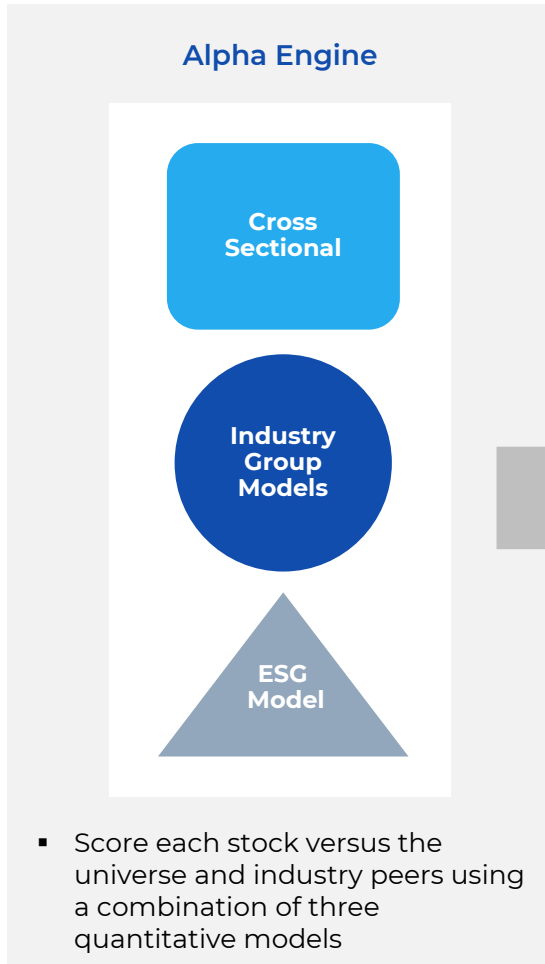 Alpha Engine
Cross
Sectional
Industry
Group
Models
ESG
Model
▪ Score each stock versus the
universe and industry peers using
a combination of three
quantitative models